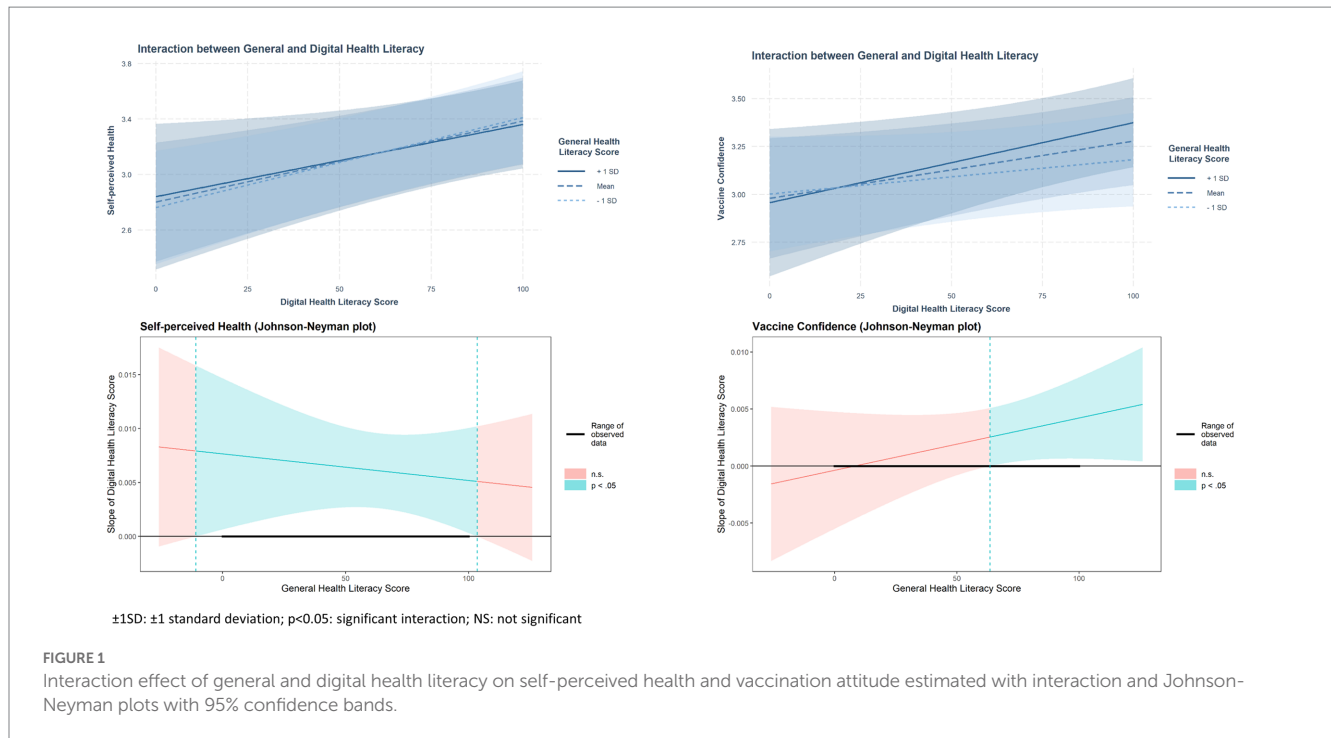 Interaction between General and Digital Health Literacy
3.8
3.4
3.0
2.6
Self-perceived Health
0
25
50
75
100
Digital Health Literacy Score
General Health
Literacy Score
+ 1 SD
Mean
- 1 SD
Interaction between General and Digital Health Literacy
3.50
3.25
3.00
2.75
Vaccine Confidence
0
25
50
75
100
Digital Health Literacy Score
General Health
Literacy Score
+ 1 SD
Mean
- 1 SD
Self-perceived Health (Johnson-Neyman plot)
0.015
0.010
0.005
0.000
Slope of Digital Health Literacy Score
0
50
100
General Health Literacy Score
Range of
observed
data
n.s.
p < .05
Vaccine Confidence (Johnson-Neyman plot)
0.010
0.005
0.000
-0.005
Slope of Digital Health Literacy Score
0
50
100
General Health Literacy Score
Range of
observed
data
n.s.
p < .05
±1SD: ±1 standard deviation; p<0.05: significant interaction; NS: not significant
FIGURE 1
Interaction effect of general and digital health literacy on self-perceived health and vaccination attitude estimated with interaction and Johnson-
Neyman plots with 95% confidence bands.